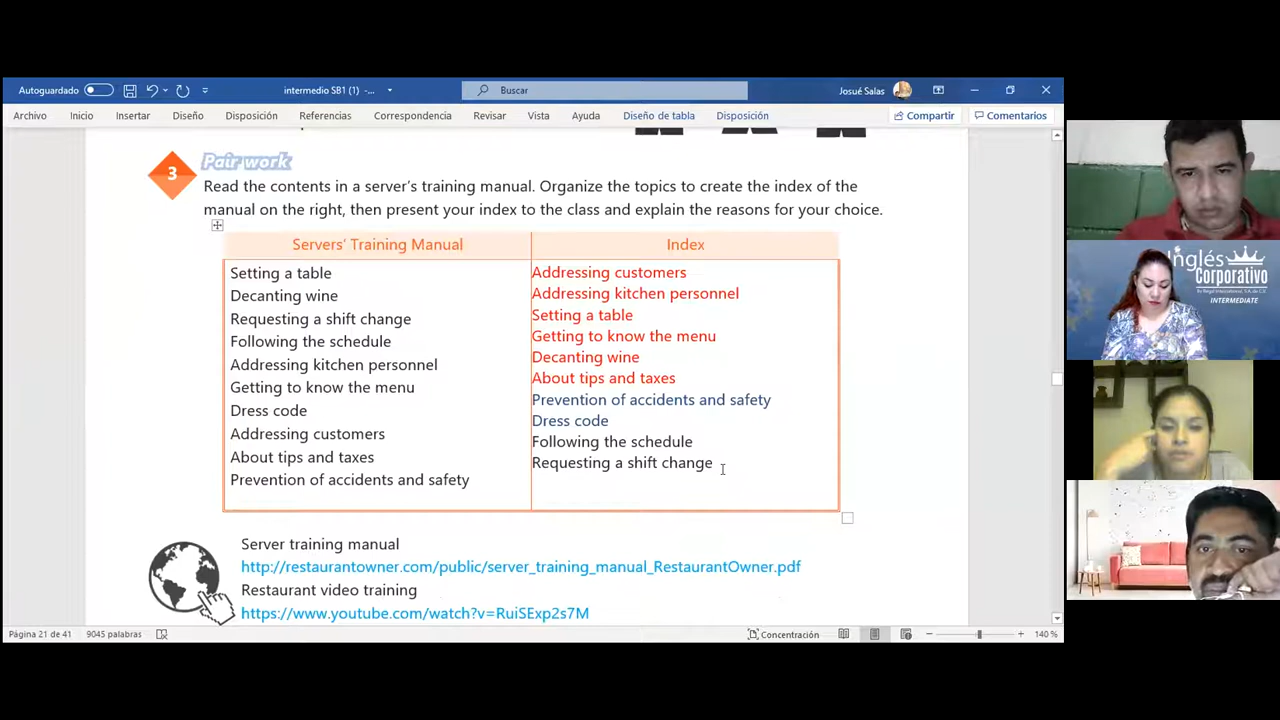 Autoguardado
intermedio SB1 (1) -...
Buscar
Josué Salas
Archivo Inicio Insertar Diseño Disposición Referencias Correspondencia Revisar Vista Ayuda Diseño de tabla Disposición Compartir Comentarios
3
Pair work
Read the contents in a server's training manual. Organize the topics to create the index of the
manual on the right, then present your index to the class and explain the reasons for your choice.
Servers' Training Manual
Setting a table
Decanting wine
Requesting a shift change
Following the schedule
Addressing kitchen personnel
Getting to know the menu
Dress code
Addressing customers
About tips and taxes
Prevention of accidents and safety
Index
Addressing customers
Addressing kitchen personnel
Setting a table
Getting to know the menu
Decanting wine
About tips and taxes
Prevention of accidents and safety
Dress code
Following the schedule
Requesting a shift change
Server training manual
http://restaurantowner.com/public/server_training_manual_RestaurantOwner.pdf
Restaurant video training
https://www.youtube.com/watch?v=RuiSExp2s7M
Página 21 de 41 9045 palabras Concentración 140 %
Inglés
Corporativo
INTERMEDIATE